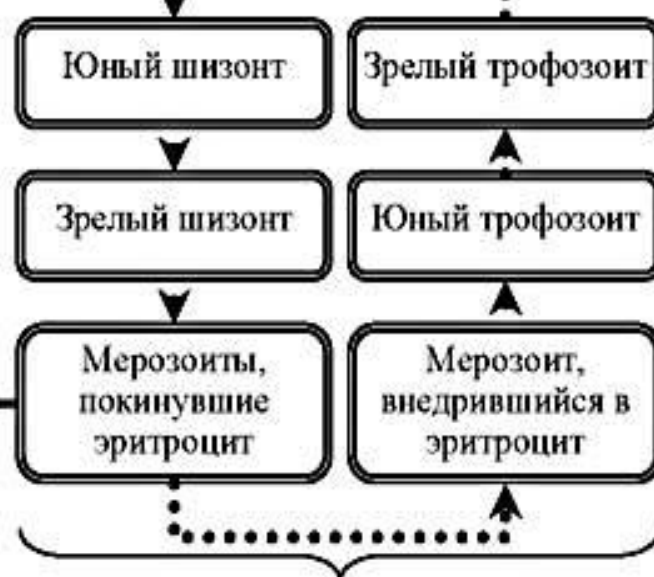 Юный шизонт
Зрелый трофозоит
Зрелый шизонт
Юный трофозоит
Мерозоиты,
покинувшие
эритроцит
Мерозоит,
внедрившийся в
эритроцит